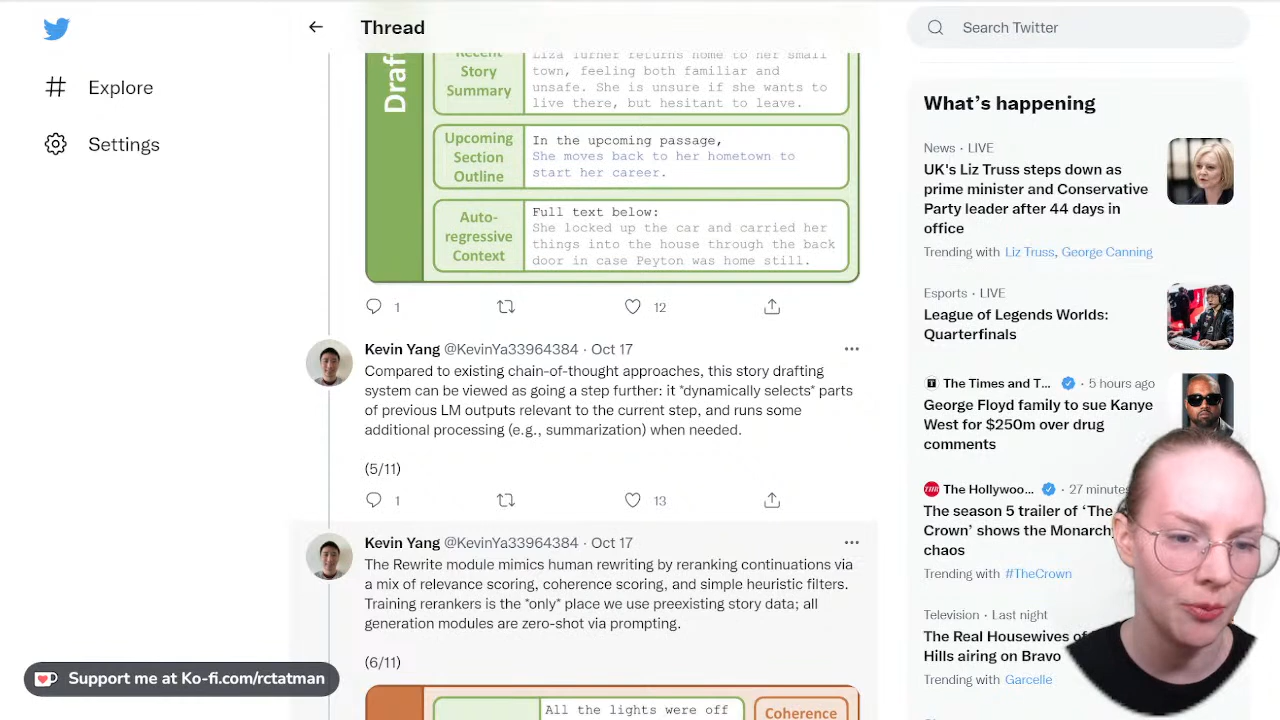 Thread
Search Twitter
Explore
Settings
Draf
Recent
Story
Summary
Liza Turner returns home to her small
town, feeling both familiar and
unsafe. She is unsure if she wants to
live there, but hesitant to leave.
Upcoming
Section
Outline
In the upcoming passage,
She moves back to her hometown to
start her career.
Auto-
regressive
Context
Full text below:
She locked up the car and carried her
things into the house through the back
door in case Peyton was home still.
1
12
Kevin Yang @KevinYa33964384 · Oct 17
Compared to existing chain-of-thought approaches, this story drafting
system can be viewed as going a step further: it *dynamically selects* parts
of previous LM outputs relevant to the current step, and runs some
additional processing (e.g., summarization) when needed.
(5/11)
1
13
Kevin Yang @KevinYa33964384 · Oct 17
The Rewrite module mimics human rewriting by reranking continuations via
a mix of relevance scoring, coherence scoring, and simple heuristic filters.
Training rerankers is the *only* place we use preexisting story data; all
generation modules are zero-shot via prompting.
(6/11)
All the lights were off
Coherence
Support me at Ko-fi.com/rctatman
What's happening
News · LIVE
UK's Liz Truss steps down as
prime minister and Conservative
Party leader after 44 days in
office
Trending with Liz Truss, George Canning
Esports · LIVE
League of Legends Worlds:
Quarterfinals
The Times and T... · 5 hours ago
George Floyd family to sue Kanye
West for $250m over drug
comments
THR
The Hollywoo... · 27 minutes
The season 5 trailer of 'The
Crown' shows the Monarch
chaos
Trending with #TheCrown
Television · Last night
The Real Housewives of
Hills airing on Bravo
Trending with Garcelle